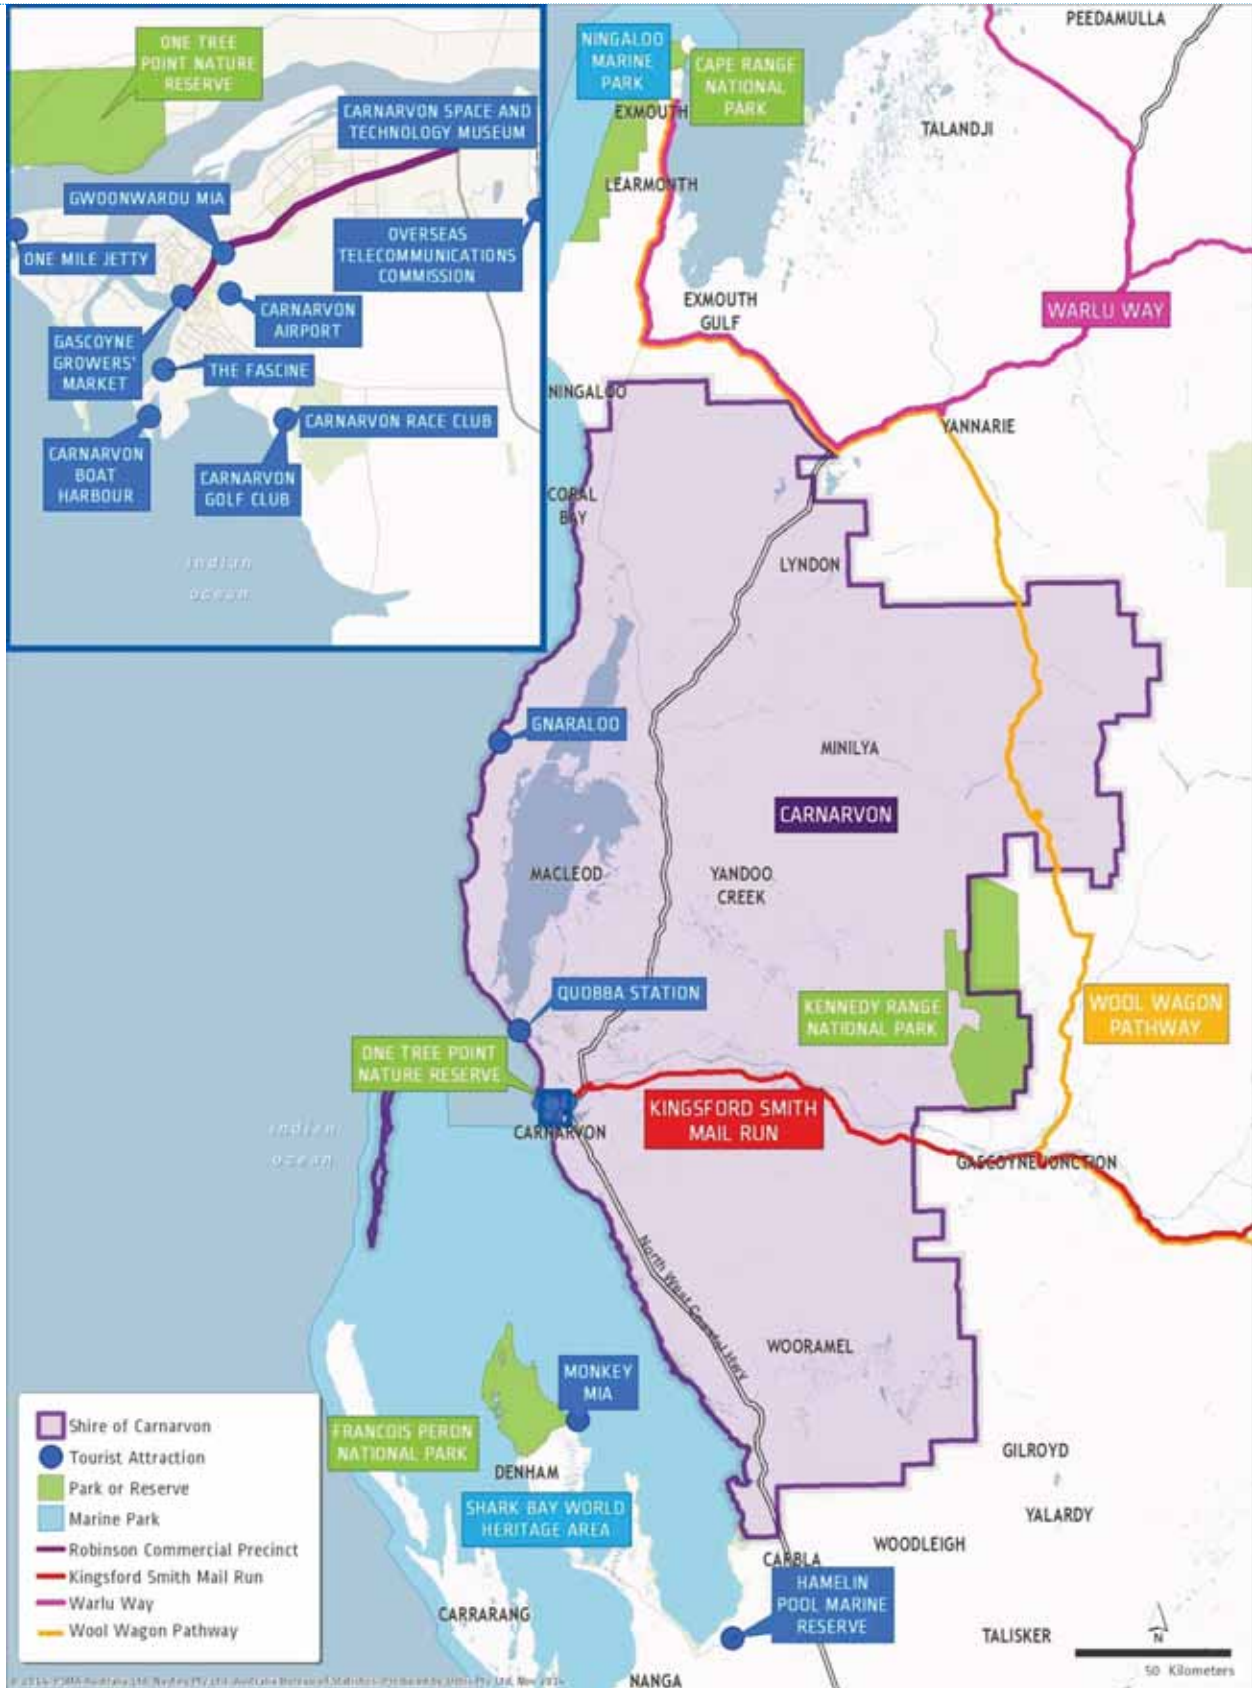 ONE TREE
POINT NATURE
RESERVE
CARNARVON SPACE AND
TECHNOLOGY MUSEUM
GWOONWARDU MIA
ONE MILE JETTY
OVERSEAS
TELECOMMUNICATIONS
COMMISSION
CARNARVON
AIRPORT
GASCOYNE
GROWERS'
MARKET
THE FASCINE
CARNARVON RACE CLUB
CARNARVON
BOAT
HARBOUR
CARNARVON
GOLF CLUB
indian
ocean
NINGALOO
MARINE
PARK
CAPE RANGE
NATIONAL
PARK
PEEDAMULLA
EXMOUTH
TALANDJI
LEARMONTH
EXMOUTH
GULF
WARLU WAY
NINGALOO
YANNARIE
CORAL
BAY
LYNDON
GNARALOO
MINILYA
CARNARVON
MACLEOD
YANDOO
CREEK
QUOBBA STATION
KENNEDY RANGE
NATIONAL PARK
WOOL WAGON
PATHWAY
ONE TREE POINT
NATURE RESERVE
KINGSFORD SMITH
MAIL RUN
CARNARVON
indian
ocean
GASCOYNE JUNCTION
North West Coastal Hwy
WOORAMEL
MONKEY
MIA
FRANCOIS PERON
NATIONAL PARK
DENHAM
SHARK BAY WORLD
HERITAGE AREA
GILROYD
YALARDY
WOODLEIGH
CARBLA
HAMELIN
POOL MARINE
RESERVE
CARRARANG
TALISKER
NANGA
Shire of Carnarvon
Tourist Attraction
Park or Reserve
Marine Park
Robinson Commercial Precinct
Kingsford Smith Mail Run
Warlu Way
Wool Wagon Pathway
N
50 Kilometers